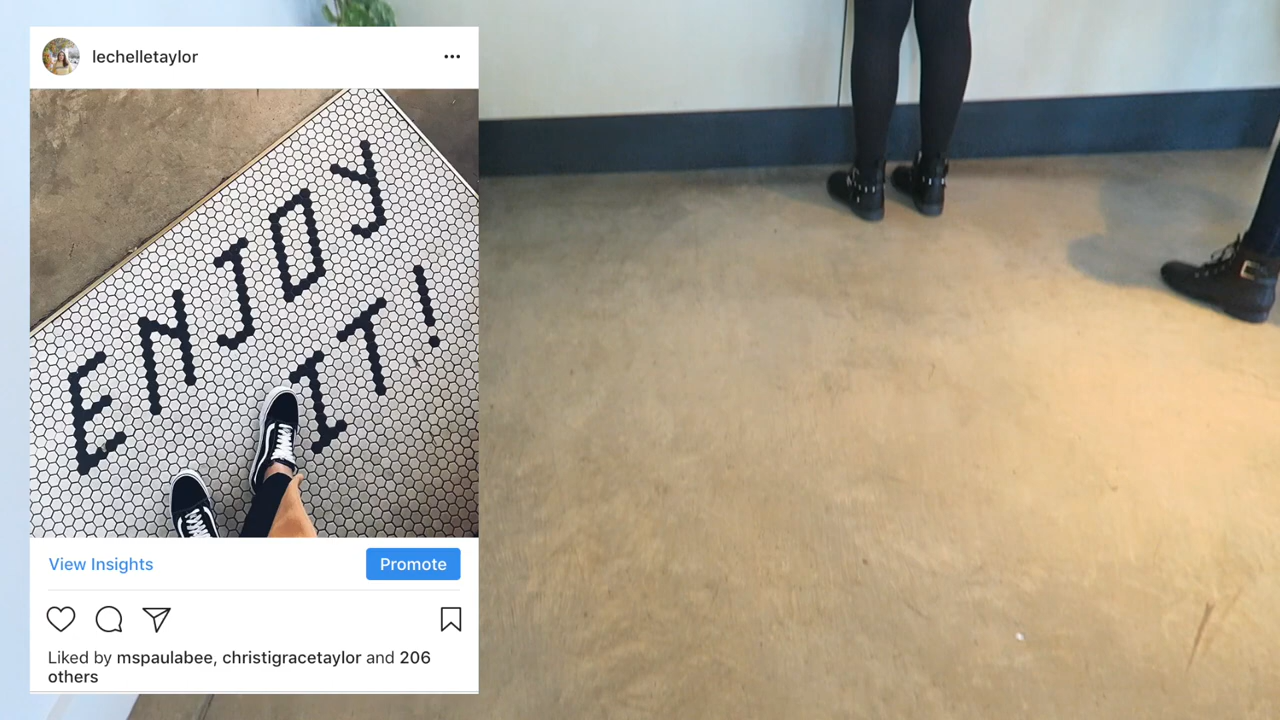 lechelletaylor
ENJOY
IT!
View Insights
Promote
Liked by mspaulabee, christigracetaylor and 206
others